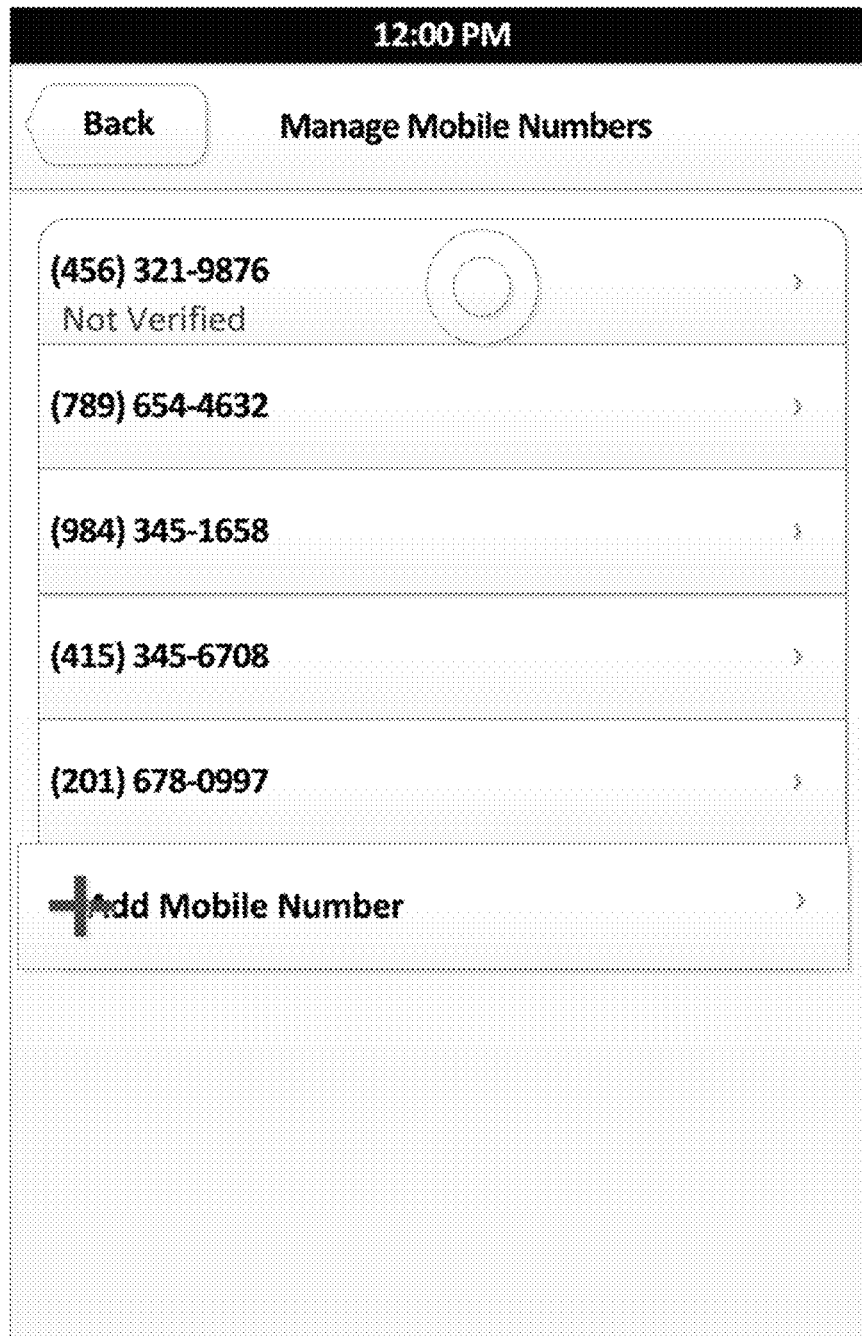 12:00 PM
Back
Manage Mobile Numbers
(456) 321-9876
Not Verified
(789) 654-4632
(984) 345-1658
(415) 345-6708
(201) 678-0997
Add Mobile Number